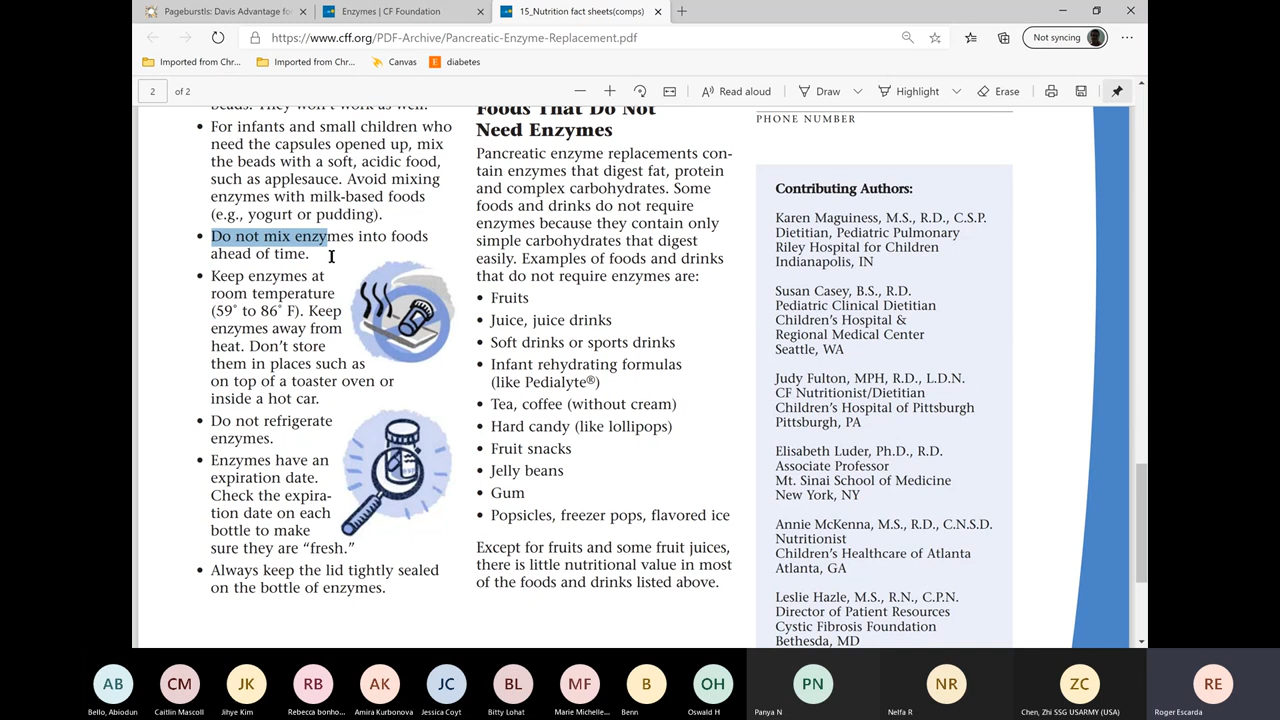 Pageburstls: Davis Advantage fo
Enzymes | CF Foundation
15_Nutrition fact sheets(comps)
https://www.cff.org/PDF-Archive/Pancreatic-Enzyme-Replacement.pdf
Not syncing
Imported from Chr...
Imported from Chr...
Canvas
diabetes
2
of 2
Read aloud
Draw
Highlight
Erase
beads. They won't work as well.
• For infants and small children who
need the capsules opened up, mix
the beads with a soft, acidic food,
such as applesauce. Avoid mixing
enzymes with milk-based foods
(e.g., yogurt or pudding).
• Do not mix enzymes into foods
ahead of time.
• Keep enzymes at
room temperature
(59˚ to 86˚ F). Keep
enzymes away from
heat. Don't store
them in places such as
on top of a toaster oven or
inside a hot car.
• Do not refrigerate
enzymes.
• Enzymes have an
expiration date.
Check the expira-
tion date on each
bottle to make
sure they are "fresh."
• Always keep the lid tightly sealed
on the bottle of enzymes.
Foods That Do Not
Need Enzymes
Pancreatic enzyme replacements con-
tain enzymes that digest fat, protein
and complex carbohydrates. Some
foods and drinks do not require
enzymes because they contain only
simple carbohydrates that digest
easily. Examples of foods and drinks
that do not require enzymes are:
• Fruits
• Juice, juice drinks
• Soft drinks or sports drinks
• Infant rehydrating formulas
(like Pedialyte®)
• Tea, coffee (without cream)
• Hard candy (like lollipops)
• Fruit snacks
• Jelly beans
• Gum
• Popsicles, freezer pops, flavored ice
Except for fruits and some fruit juices,
there is little nutritional value in most
of the foods and drinks listed above.
PHONE NUMBER
Contributing Authors:
Karen Maguiness, M.S., R.D., C.S.P.
Dietitian, Pediatric Pulmonary
Riley Hospital for Children
Indianapolis, IN
Susan Casey, B.S., R.D.
Pediatric Clinical Dietitian
Children's Hospital &
Regional Medical Center
Seattle, WA
Judy Fulton, MPH, R.D., L.D.N.
CF Nutritionist/Dietitian
Children's Hospital of Pittsburgh
Pittsburgh, PA
Elisabeth Luder, Ph.D., R.D.
Associate Professor
Mt. Sinai School of Medicine
New York, NY
Annie McKenna, M.S., R.D., C.N.S.D.
Nutritionist
Children's Healthcare of Atlanta
Atlanta, GA
Leslie Hazle, M.S., R.N., C.P.N.
Director of Patient Resources
Cystic Fibrosis Foundation
Bethesda, MD
AB
CM
JK
RB
AK
JC
BL
MF
B
OH
PN
NR
ZC
RE
Bello, Abiodun
Caitlin Mascoll
Jihye Kim
Rebecca bonho...
Amira Kurbonova
Jessica Coyt
Bitty Lohat
Marie Michelle...
Benn
Oswald H
Panya N
Nelfa R
Chen, Zhi SSG USARMY (USA)
Roger Escarda